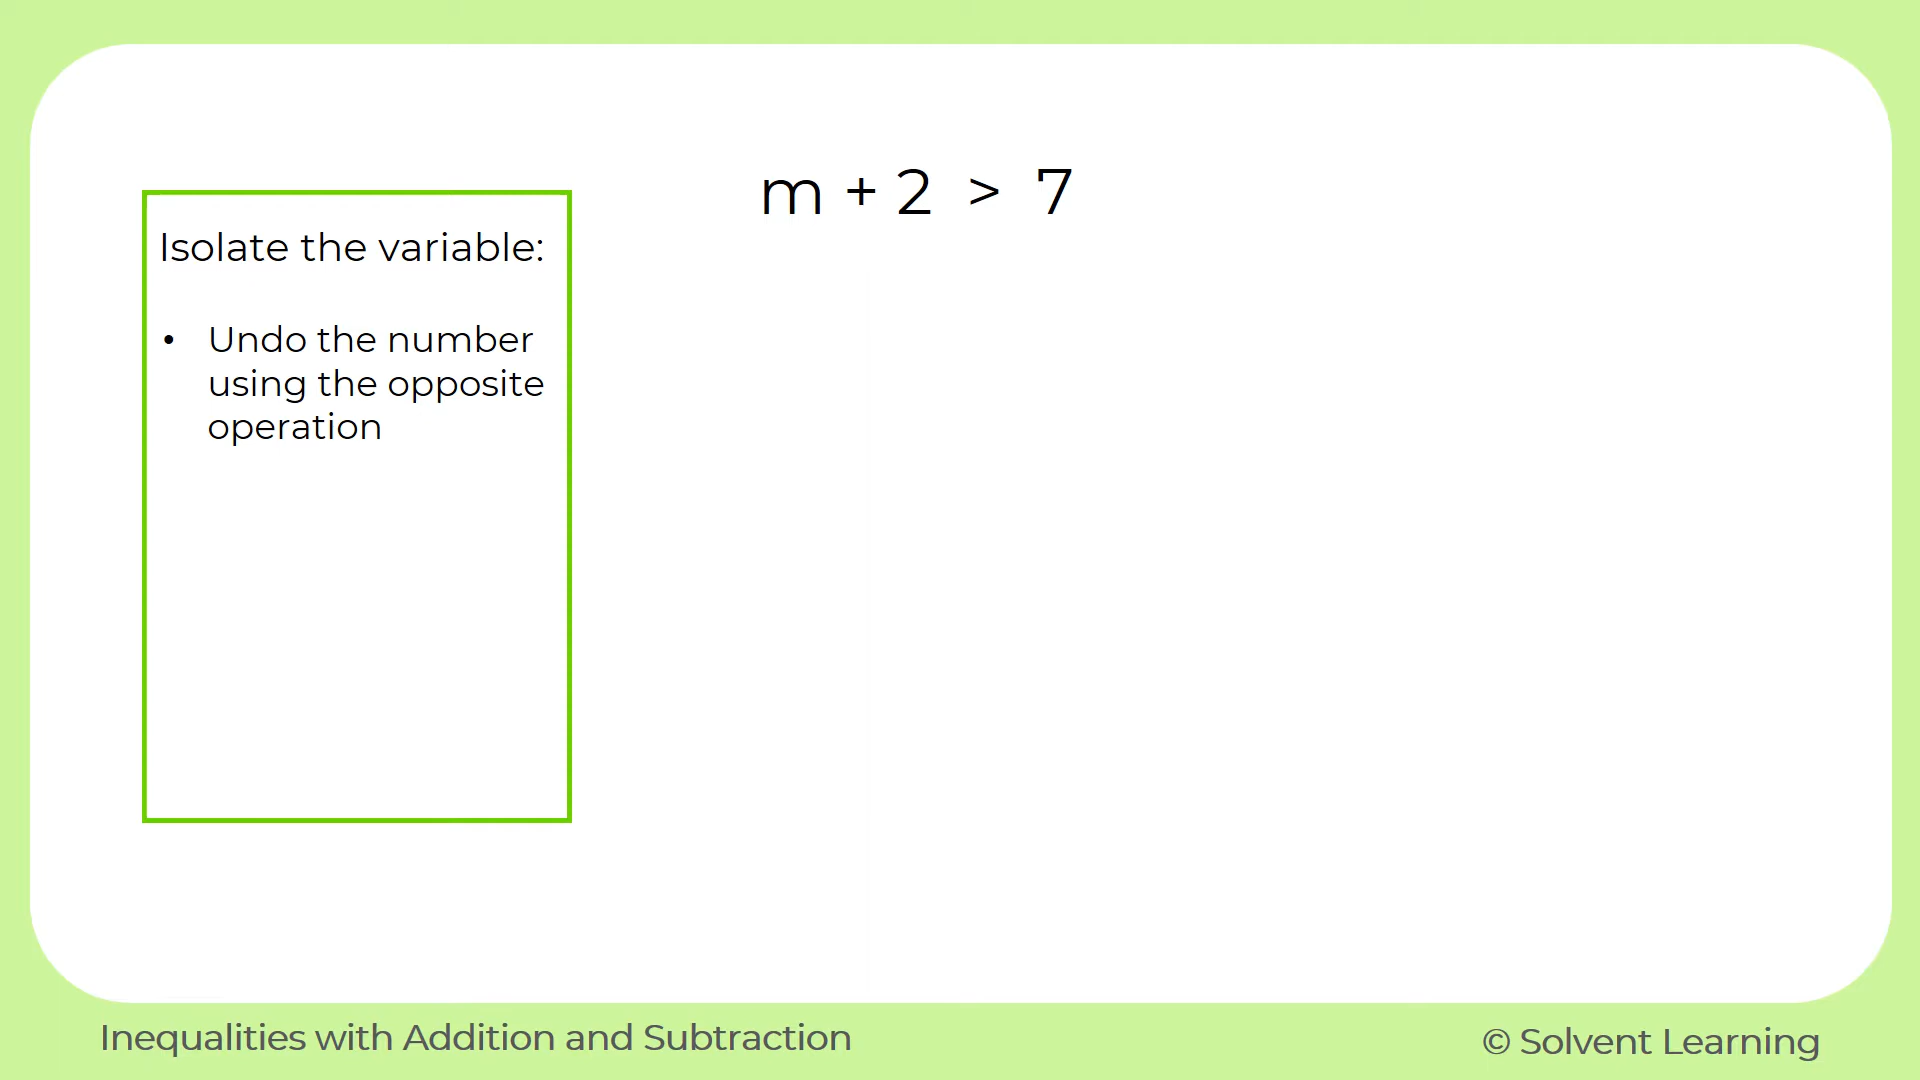 m + 2 > 7
Isolate the variable:
• Undo the number
using the opposite
operation
Inequalities with Addition and Subtraction
© Solvent Learning